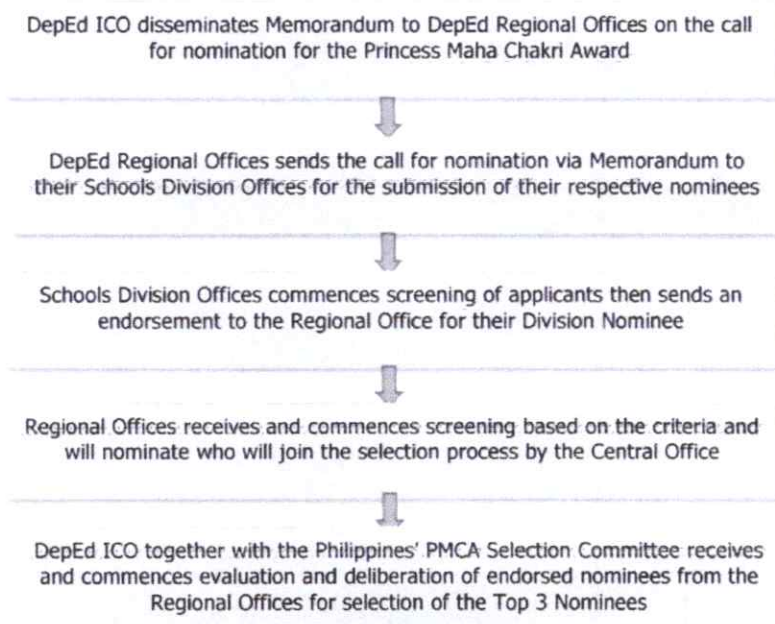 DepEd ICO disseminates Memorandum to DepEd Regional Offices on the call
for nomination for the Princess Maha Chakri Award
DepEd Regional Offices sends the call for nomination via Memorandum to
their Schools Division Offices for the submission of their respective nominees
Schools Division Offices commences screening of applicants then sends an
endorsement to the Regional Office for their Division Nominee
Regional Offices receives and commences screening based on the criteria and
will nominate who will join the selection process by the Central Office
DepEd ICO together with the Philippines' PMCA Selection Committee receives
and commences evaluation and deliberation of endorsed nominees from the
Regional Offices for selection of the Top 3 Nominees